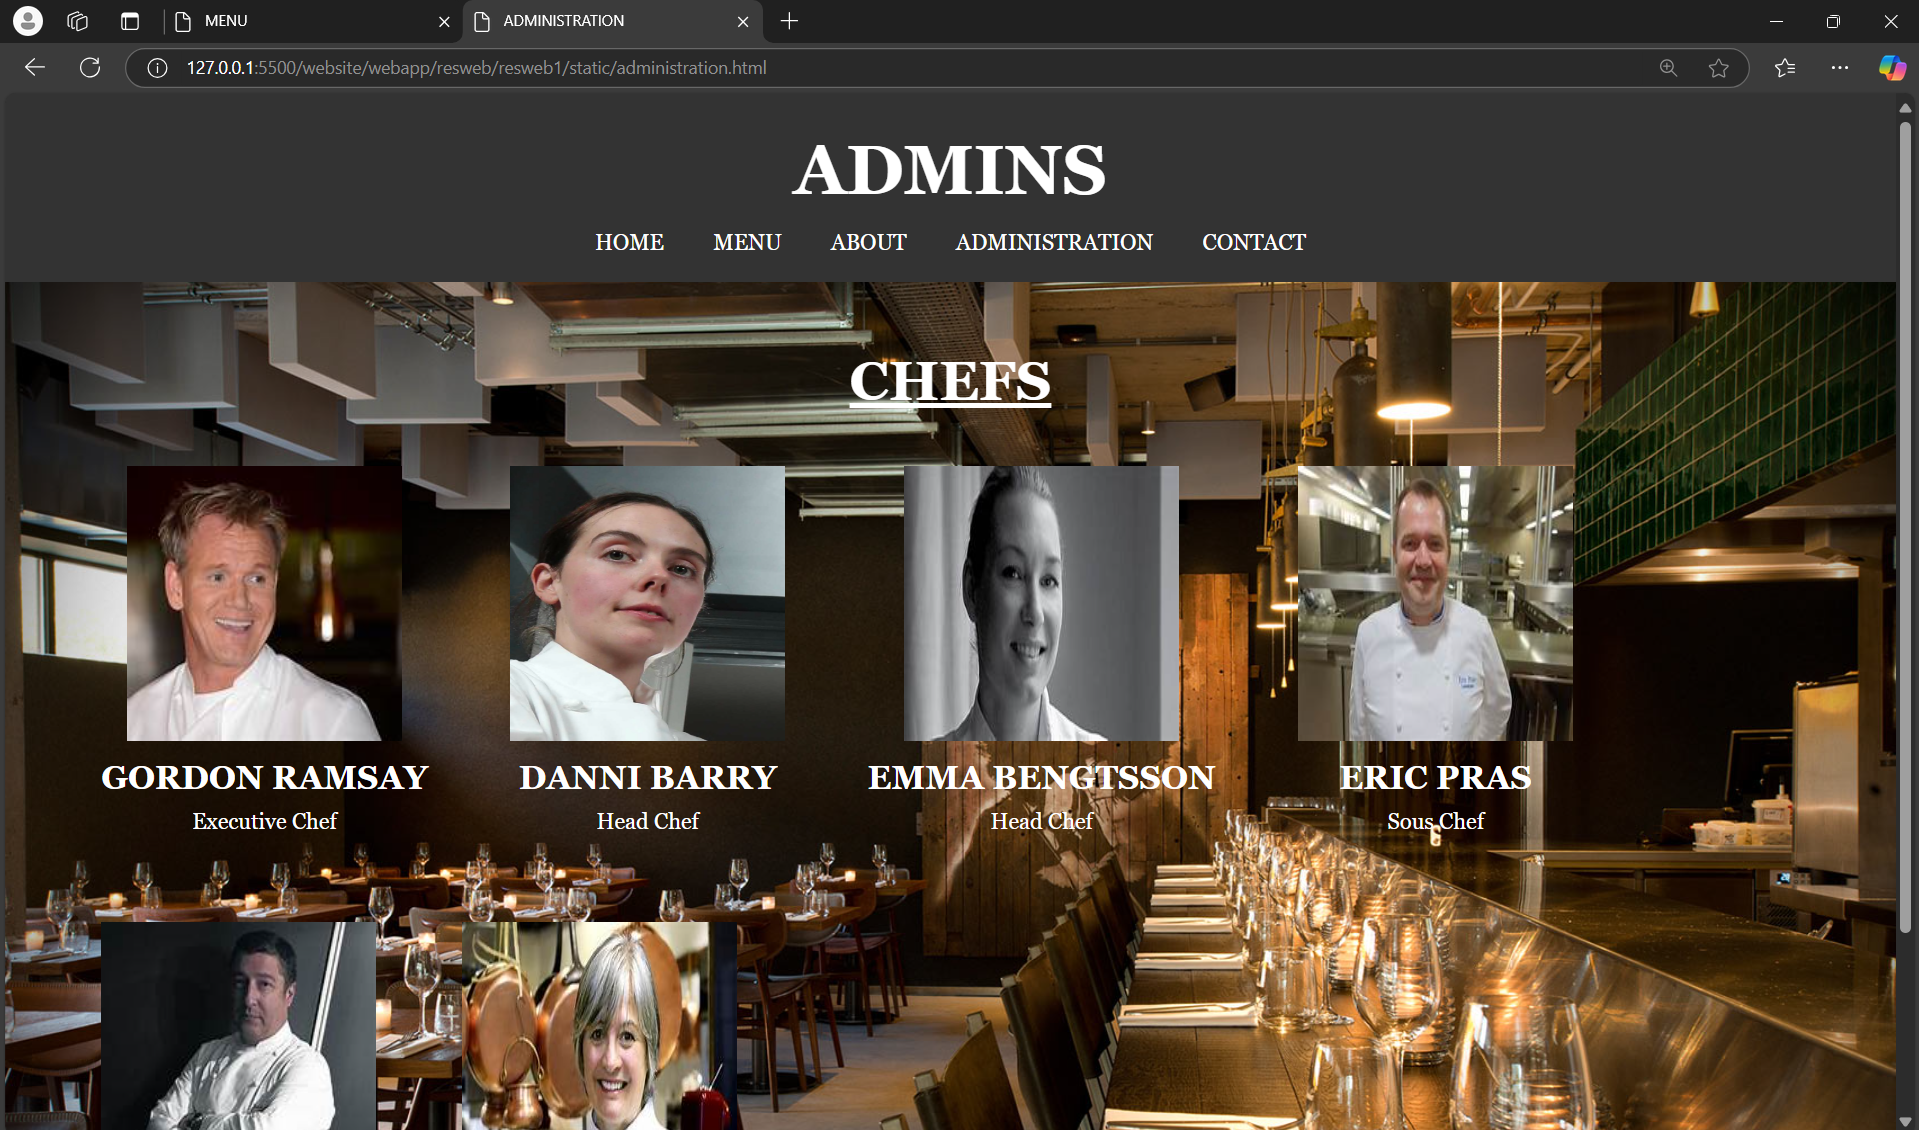 MENU
ADMINISTRATION
127.0.0.1:5500/website/webapp/resweb/resweb1/static/administration.html
ADMINS
HOME MENU ABOUT ADMINISTRATION CONTACT
CHEFS
GORDON RAMSAY DANNI BARRY EMMA BENGTSSON ERIC PRAS
Executive Chef Head Chef Head Chef Sous Chef